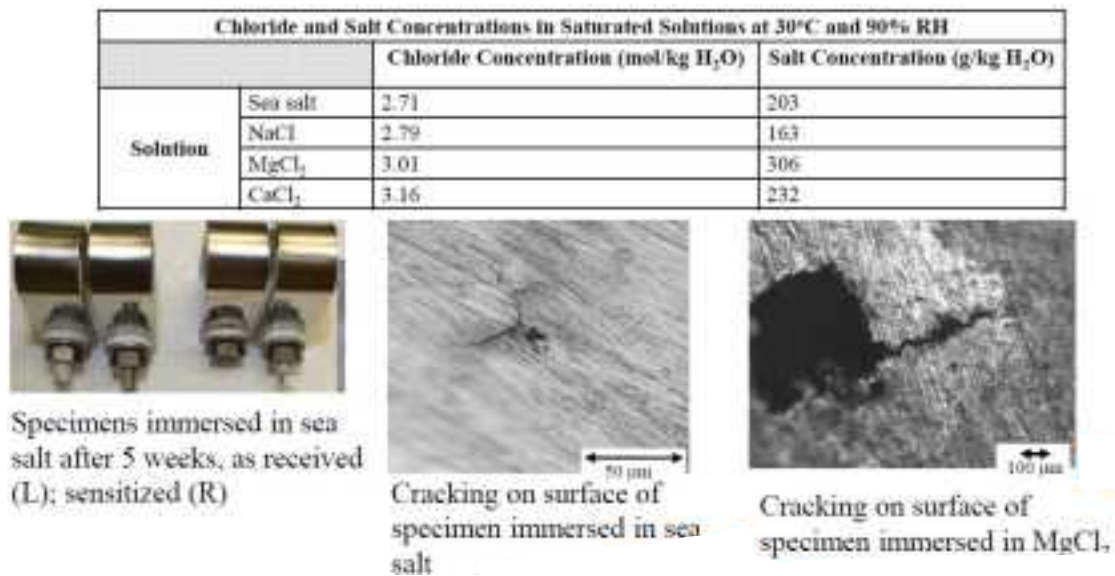 Chloride and Salt Concentrations in Saturated Solutions at 30°C and 90% RH
Chloride Concentration (mol/kg H₂O) Salt Concentration (g/kg H₂O)
Solution
Sea salt 2.71 203
NaCl 2.79 163
MgCl₂ 3.01 306
CaCl₂ 3.16 232
50 µm
100 µm
Specimens immersed in sea
salt after 5 weeks, as received
(L); sensitized (R)
Cracking on surface of
specimen immersed in sea
salt
Cracking on surface of
specimen immersed in MgCl₂